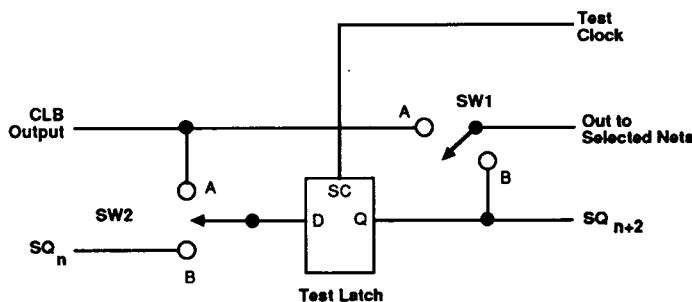 Test
Clock
CLB
Output
A
SW1
Out to
Selected Nets
A
B
SC
SW2
D
Q
SQ n
SQ n+2
B
Test Latch